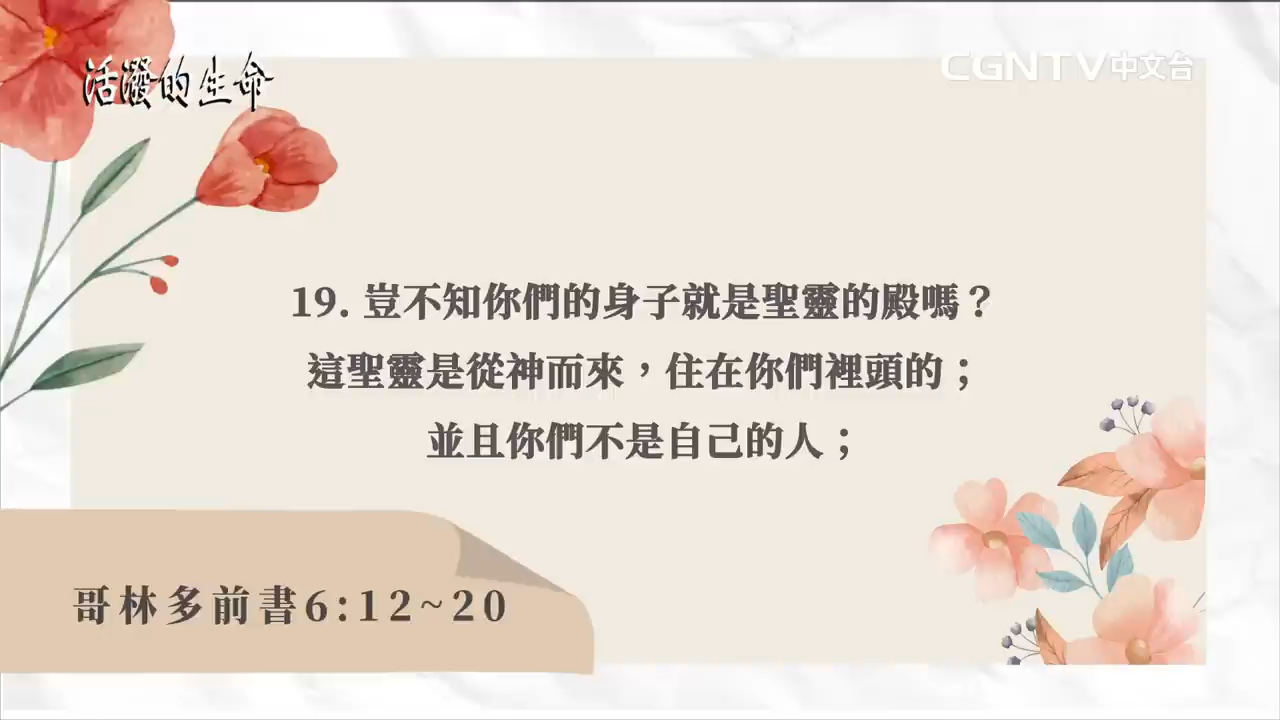 活潑的生命
CGNTV中文台
19. 豈不知你們的身子就是聖靈的殿嗎？
這聖靈是從神而來，住在你們裡頭的；
並且你們不是自己的人；
哥林多前書6:12~20